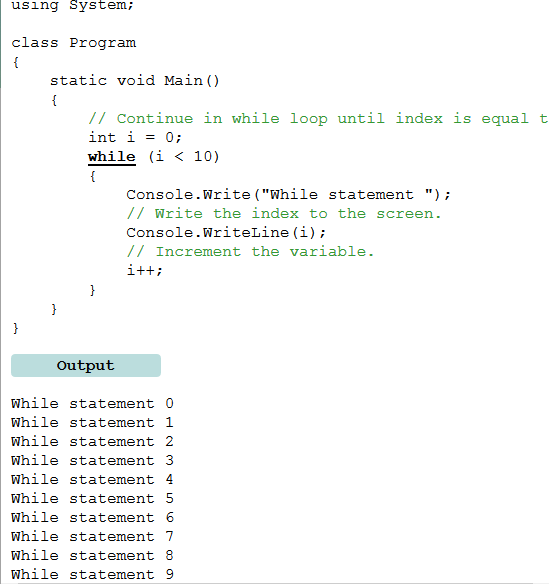 using System;
class Program
{
static void Main()
{
// Continue in while loop until index is equal t
int i = 0;
while (i < 10)
{
Console.Write("While statement ");
// Write the index to the screen.
Console.WriteLine(i);
// Increment the variable.
i++;
}
}
}
Output
While statement 0
While statement 1
While statement 2
While statement 3
While statement 4
While statement 5
While statement 6
While statement 7
While statement 8
While statement 9